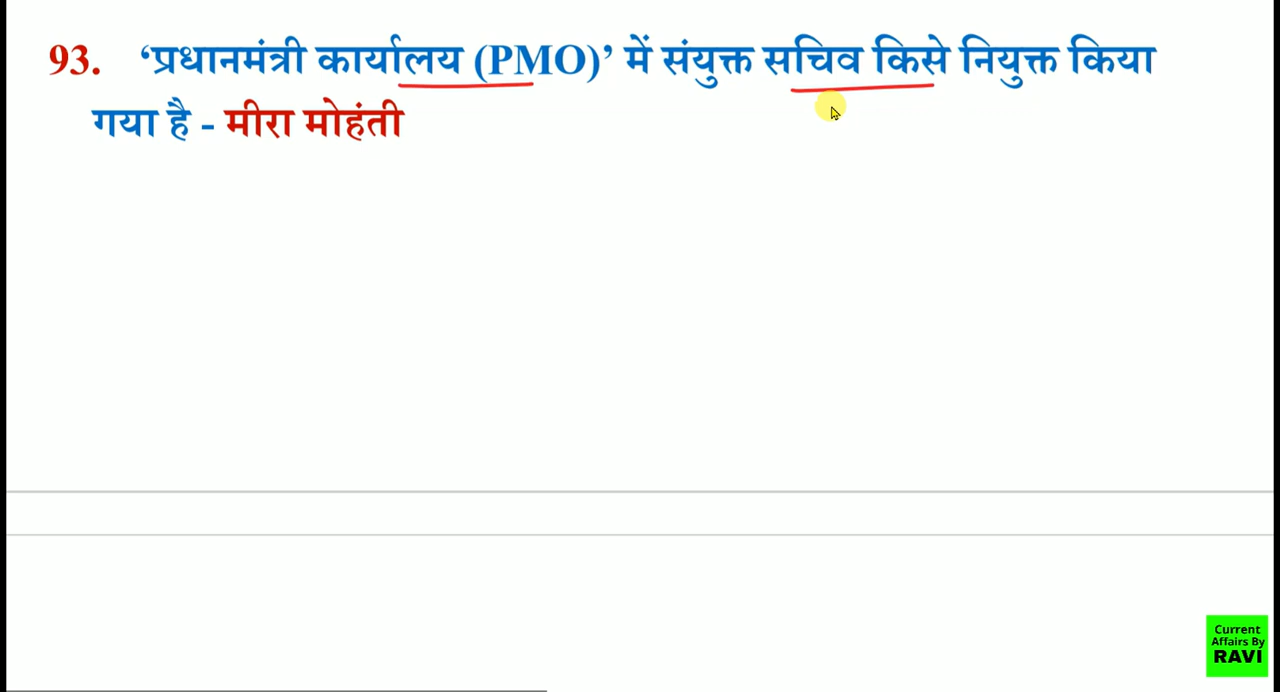 93. ‘प्रधानमंत्री कार्यालय (PMO)’ में संयुक्त सचिव किसे नियुक्त किया
गया है - मीरा मोहंती
Current
Affairs By
RAVI